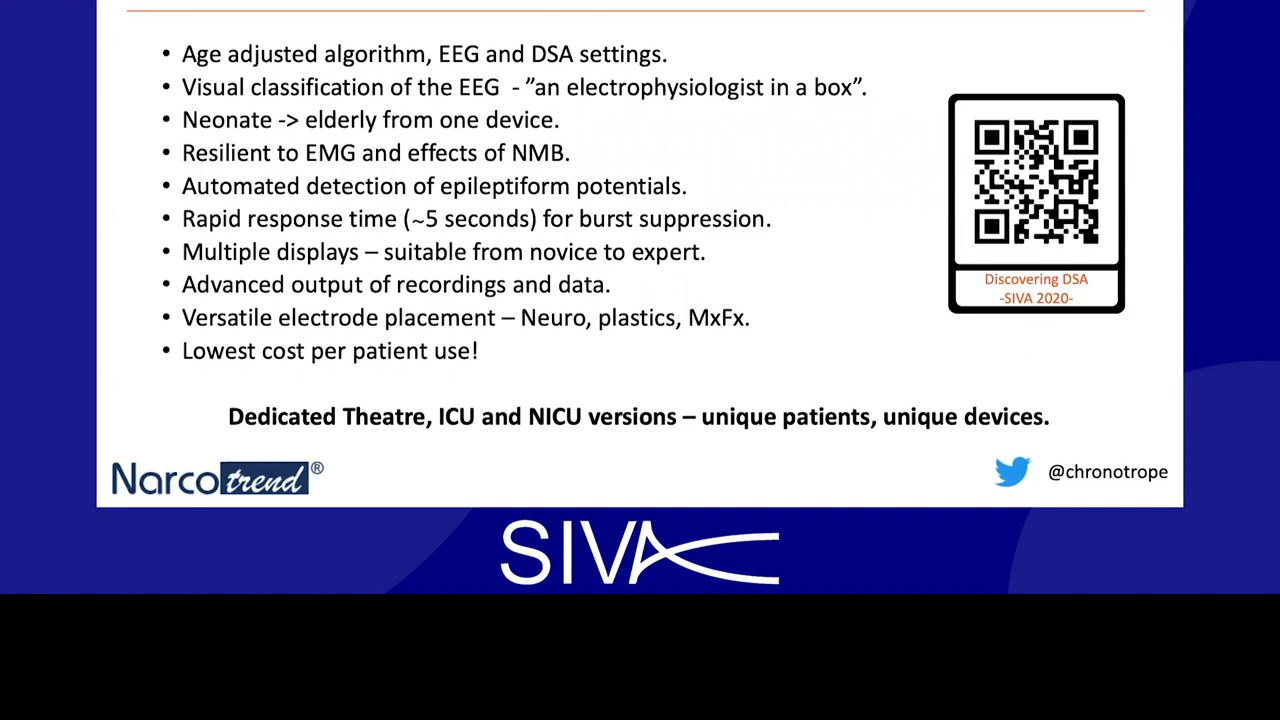 • Age adjusted algorithm, EEG and DSA settings.
• Visual classification of the EEG - ”an electrophysiologist in a box”.
• Neonate -> elderly from one device.
• Resilient to EMG and effects of NMB.
• Automated detection of epileptiform potentials.
• Rapid response time (~5 seconds) for burst suppression.
• Multiple displays – suitable from novice to expert.
• Advanced output of recordings and data.
• Versatile electrode placement – Neuro, plastics, MxFx.
• Lowest cost per patient use!
Discovering DSA
-SIVA 2020-
Dedicated Theatre, ICU and NICU versions – unique patients, unique devices.
Narcotrend®
@chronotrope
SIVA